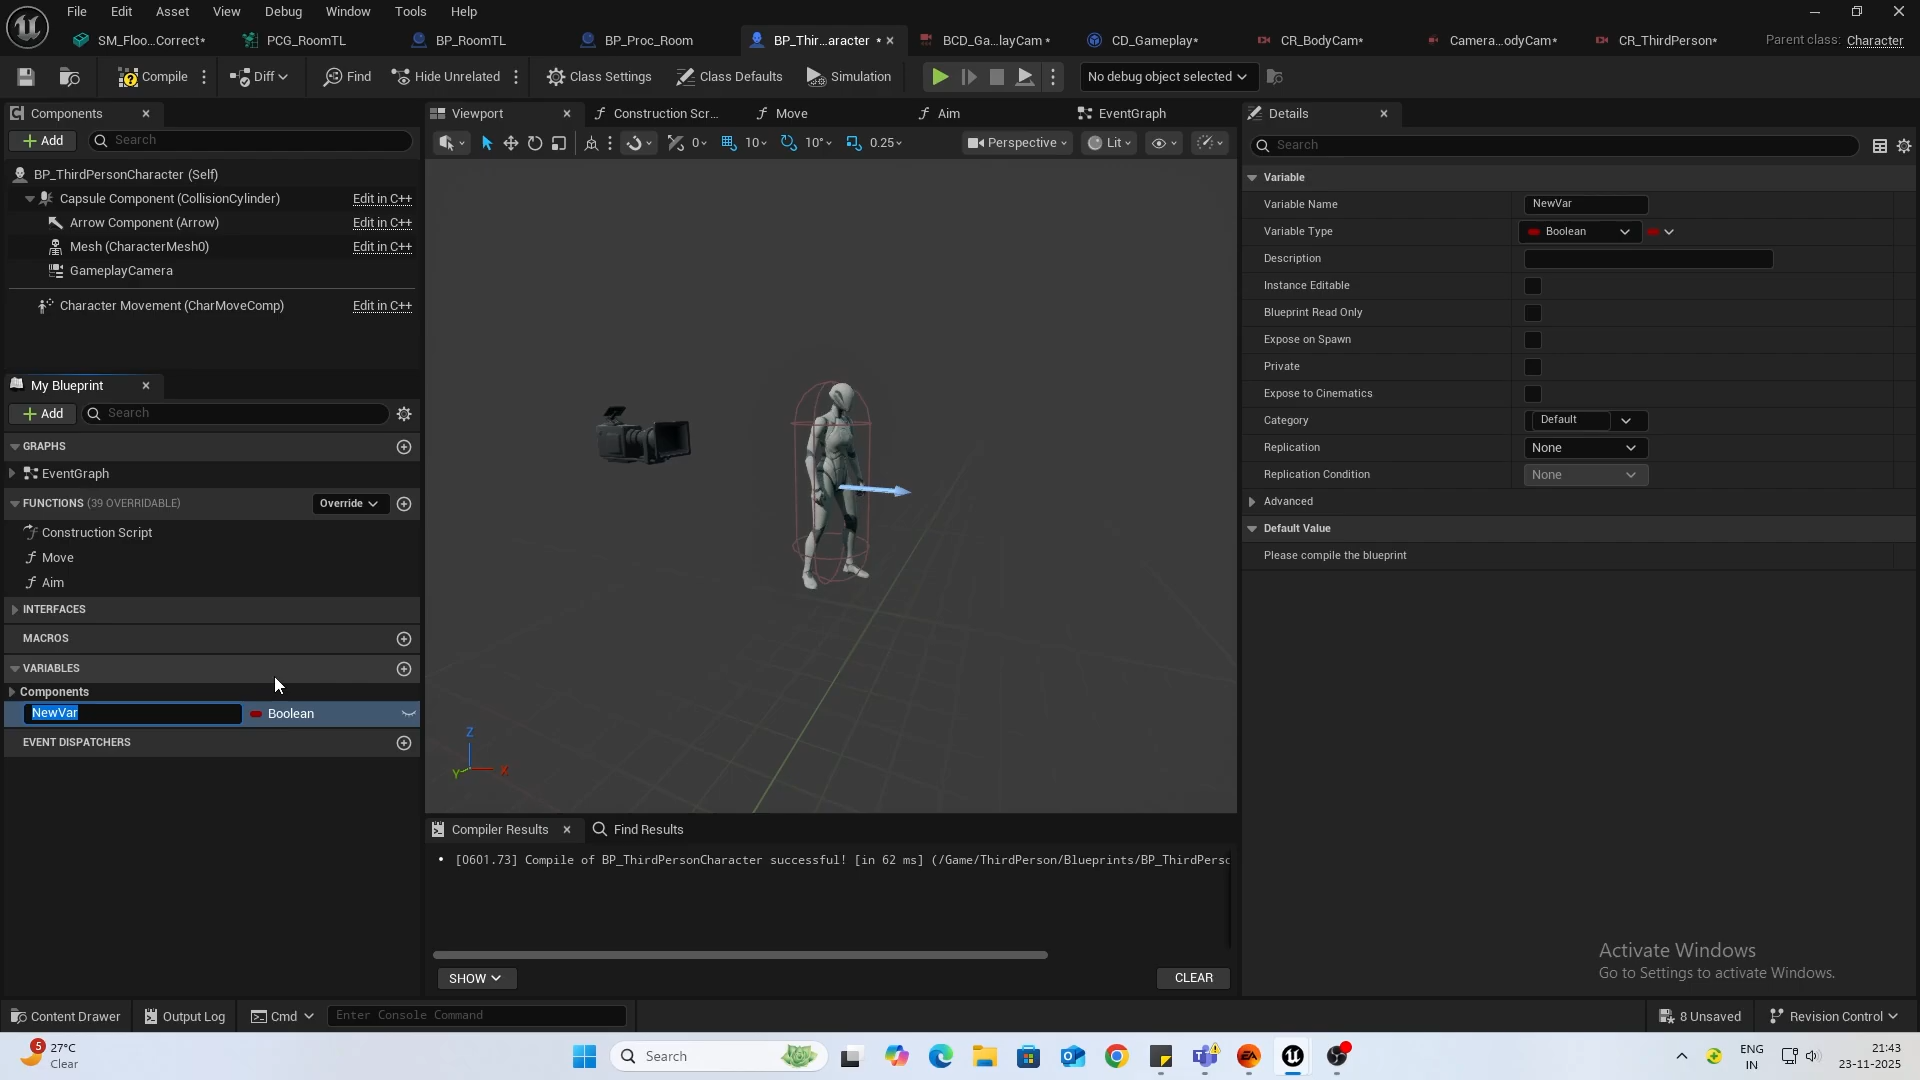 File Edit Asset View Debug Window Tools Help
SM_Floo...Correct* PCG_RoomTL BP_RoomTL BP_Proc_Room BP_Thir...aracter * BCD_Ga...layCam * CD_Gameplay* CR_BodyCam* Camera...odyCam* CR_ThirdPerson* Parent class: Character
Compile Diff Find Hide Unrelated Class Settings Class Defaults Simulation No debug object selected
Components Viewport Construction Scr... Move Aim EventGraph Details
Add Search 0 10 10° 0.25 Perspective Lit Search
BP_ThirdPersonCharacter (Self)
Capsule Component (CollisionCylinder) Edit in C++
Arrow Component (Arrow) Edit in C++
Mesh (CharacterMesh0) Edit in C++
GameplayCamera
Character Movement (CharMoveComp) Edit in C++
My Blueprint
Add Search
GRAPHS
EventGraph
FUNCTIONS (39 OVERRIDABLE) Override
Construction Script
Move
Aim
INTERFACES
MACROS
VARIABLES
Components
NewVar Boolean
EVENT DISPATCHERS
Z
Y X
Variable
Variable Name NewVar
Variable Type Boolean
Description
Instance Editable
Blueprint Read Only
Expose on Spawn
Private
Expose to Cinematics
Category Default
Replication None
Replication Condition None
Advanced
Default Value
Please compile the blueprint
Compiler Results Find Results
• [0601.73] Compile of BP_ThirdPersonCharacter successful! [in 62 ms] (/Game/ThirdPerson/Blueprints/BP_ThirdPersc
SHOW CLEAR
Activate Windows
Go to Settings to activate Windows.
Content Drawer Output Log Cmd Enter Console Command 8 Unsaved Revision Control
5 27°C
Clear
Search
ENG
IN
21:43
23-11-2025